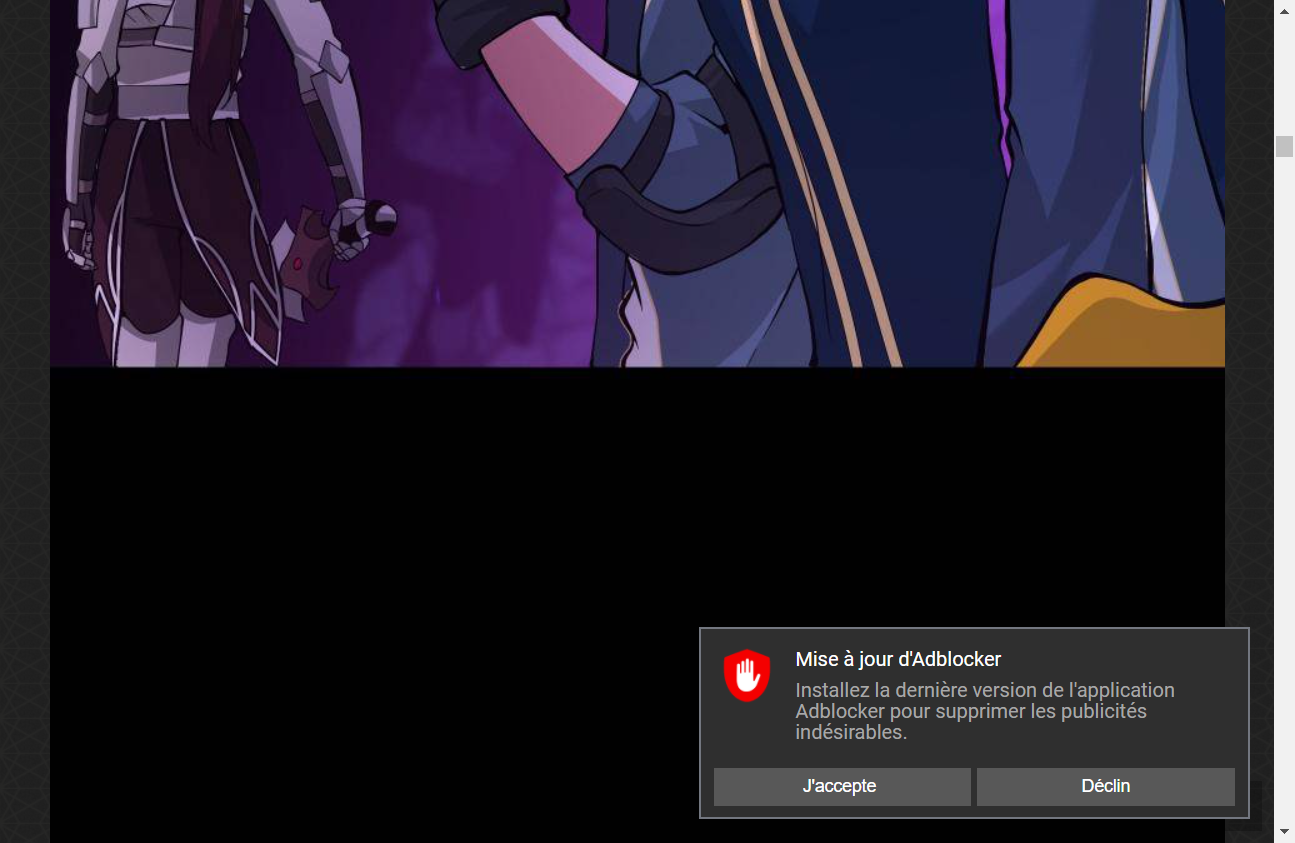 Mise à jour d'Adblocker
Installez la dernière version de l'application
Adblocker pour supprimer les publicités
indésirables.
J'accepte
Déclin